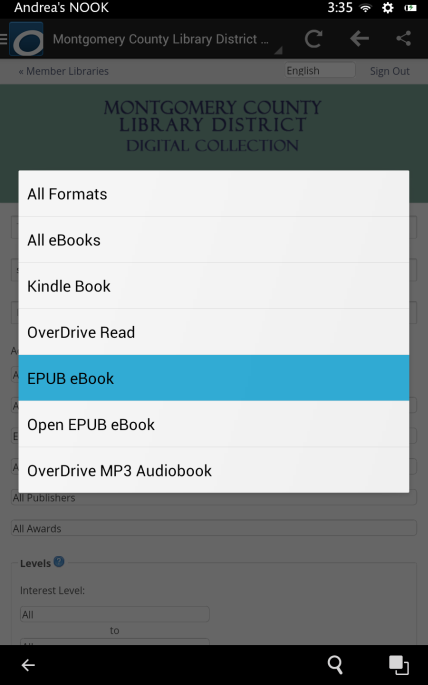 Andrea's NOOK
3:35
Montgomery County Library District ...
« Member Libraries
English
Sign Out
MONTGOMERY COUNTY
LIBRARY DISTRICT
DIGITAL COLLECTION
All Formats
All eBooks
Kindle Book
OverDrive Read
EPUB eBook
Open EPUB eBook
OverDrive MP3 Audiobook
All Publishers
All Awards
Levels
Interest Level:
All
to